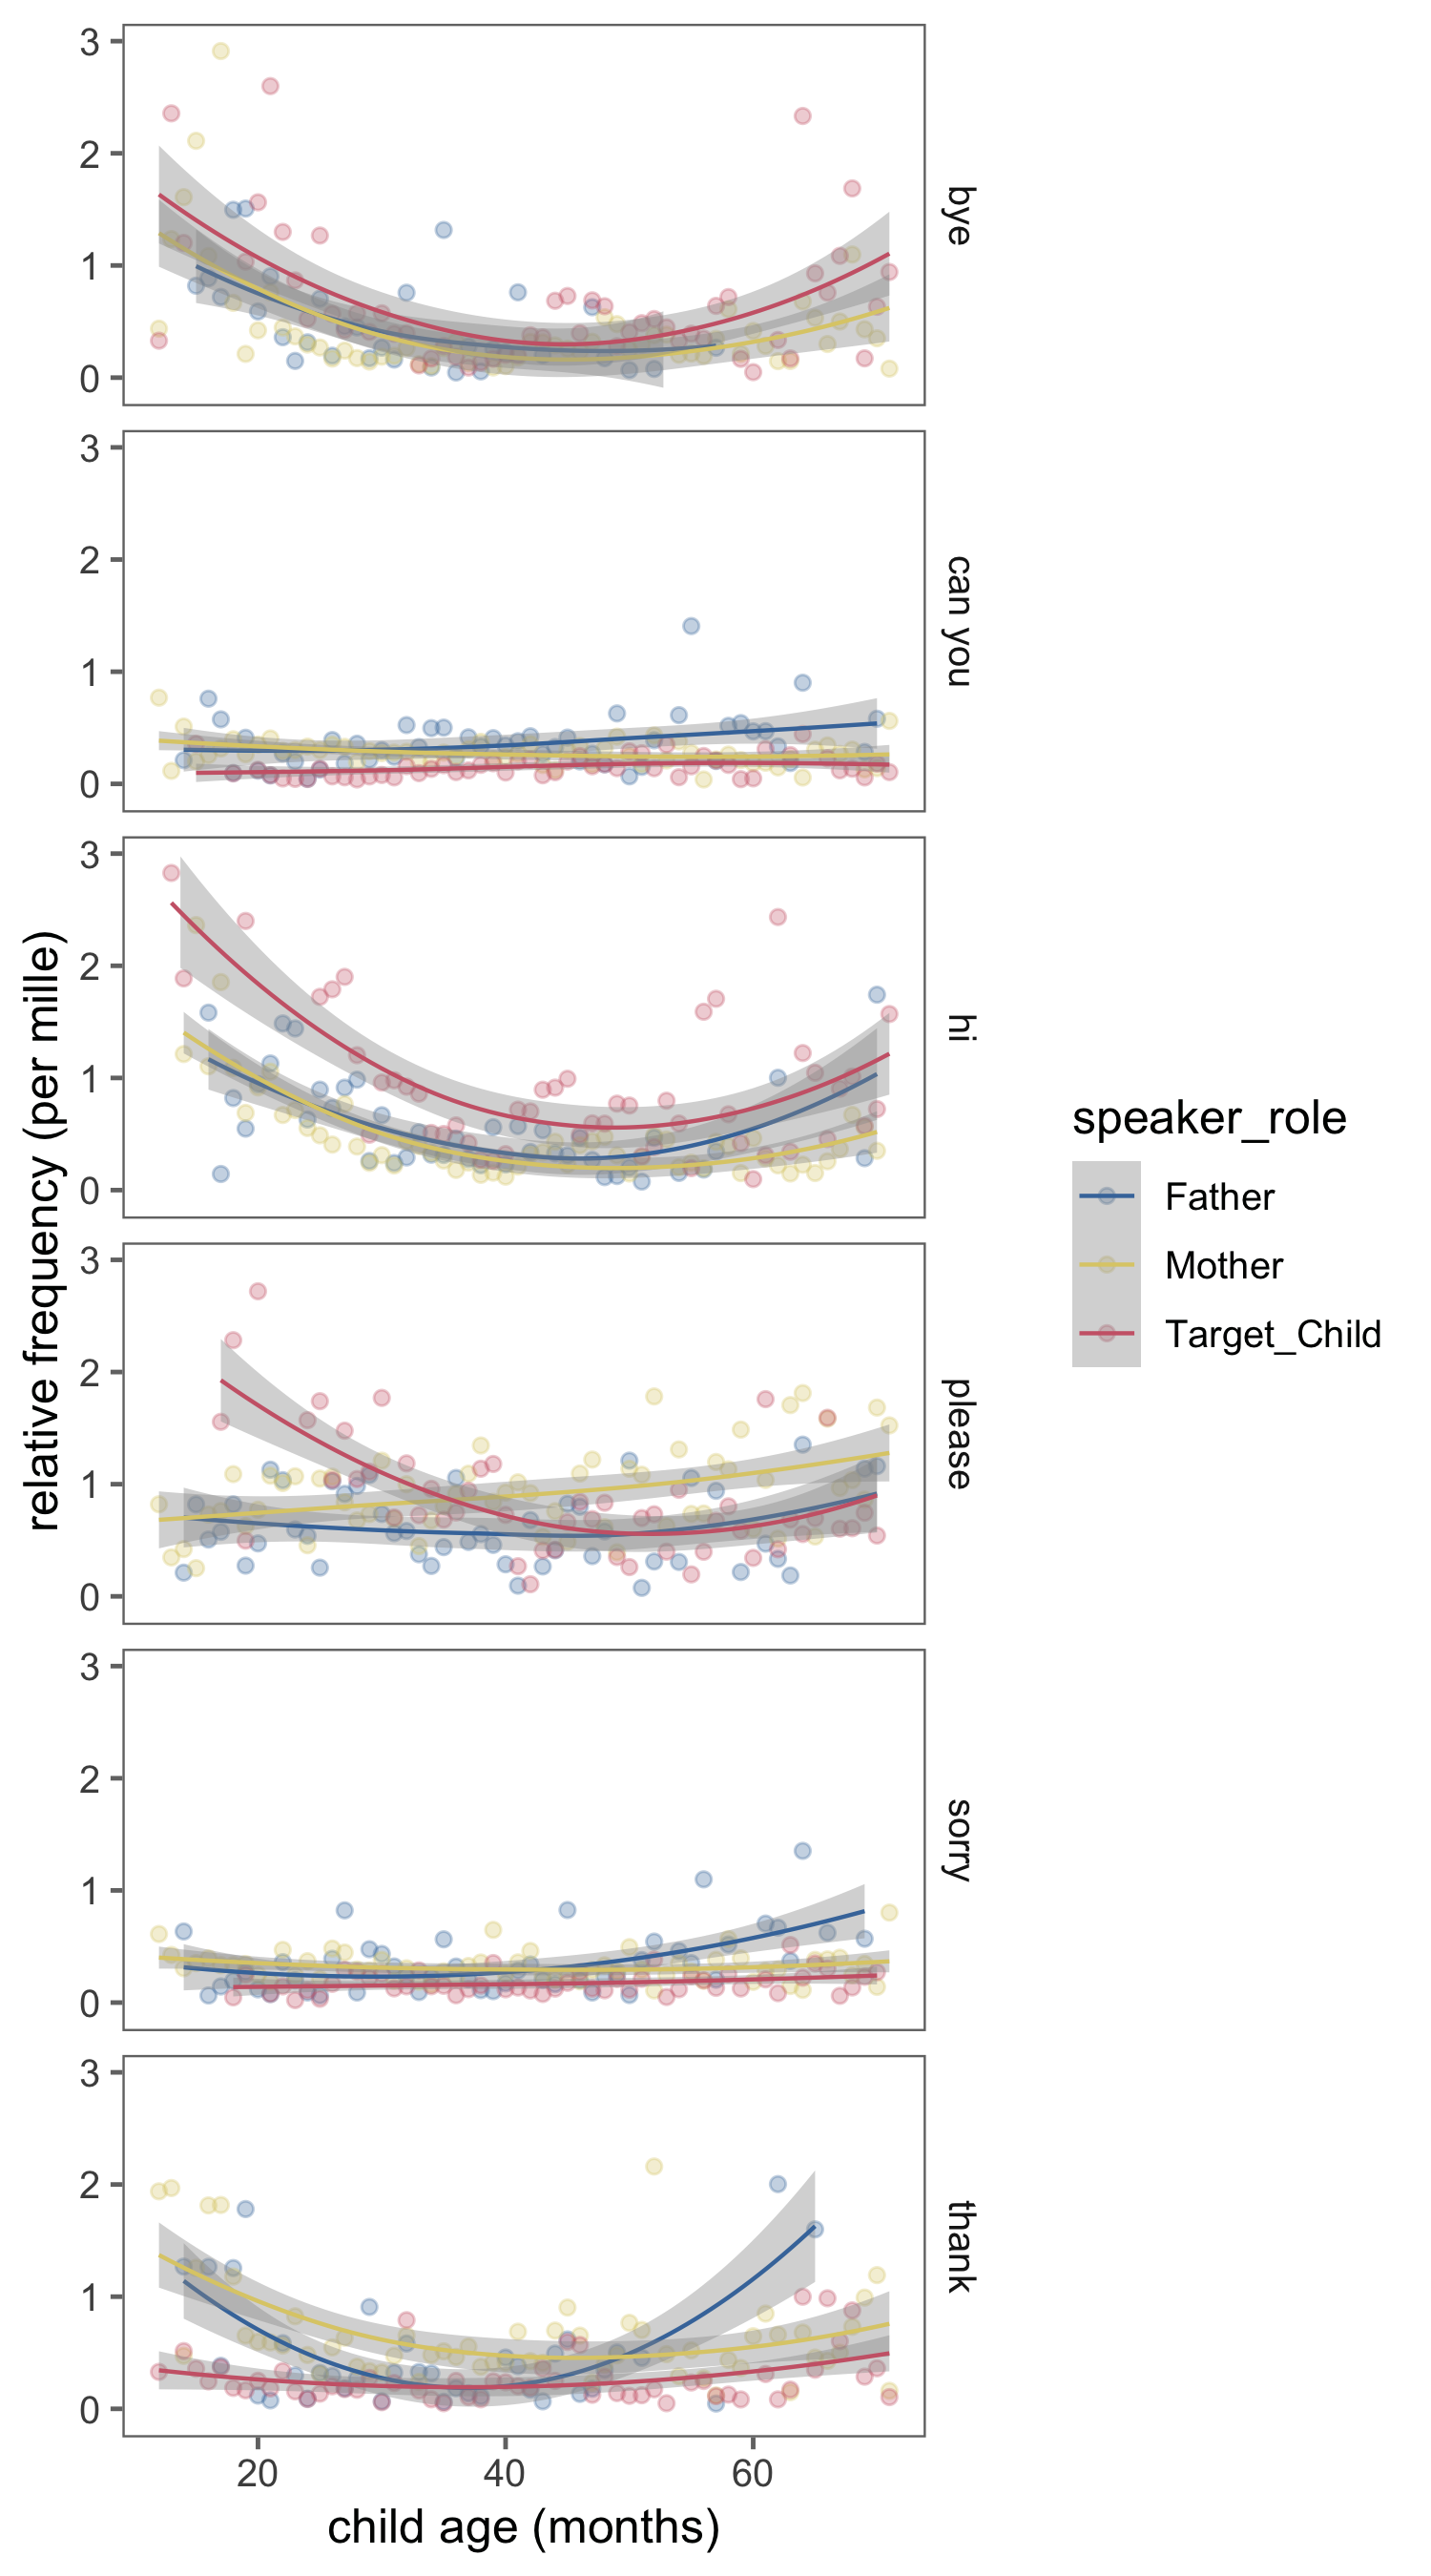 3
2
1
0
bye
3
2
1
0
can you
3
2
1
0
hi
3
2
1
0
please
3
2
1
0
sorry
3
2
1
0
thank
20 40 60
child age (months)
relative frequency (per mille)
speaker_role
Father
Mother
Target_Child